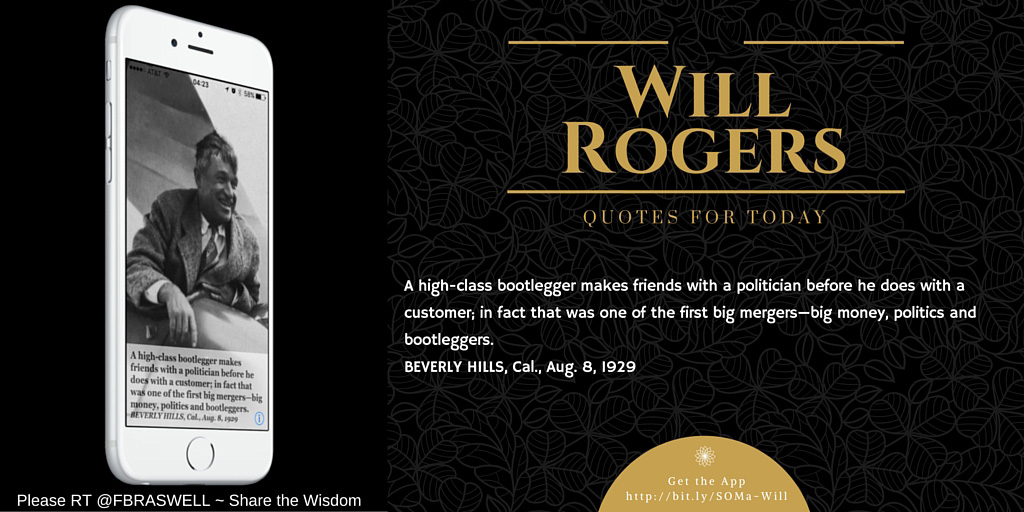 AT&T
04:23
58%
A high-class bootlegger makes
friends with a politician before he
does with a customer; in fact that
was one of the first big mergers—big
money, politics and bootleggers.
BEVERLY HILLS, Cal., Aug. 8, 1929
i
Please RT @FBRASWELL ~ Share the Wisdom
WILL
ROGERS
QUOTES FOR TODAY
A high-class bootlegger makes friends with a politician before he does with a
customer; in fact that was one of the first big mergers—big money, politics and
bootleggers.
BEVERLY HILLS, Cal., Aug. 8, 1929
Get the App
http://bit.ly/SOMa-Will